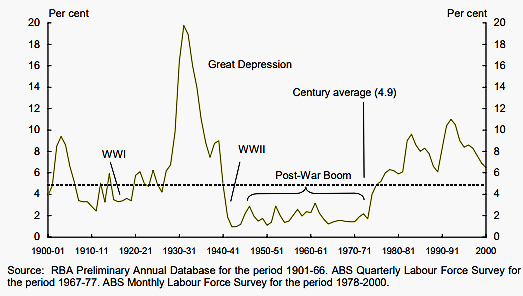 Per cent Per cent
20 20
18 18
16 16
14 14
12 12
10 10
8 8
6 6
4 4
2 2
0 0
Great Depression
Century average (4.9)
WWI
WWII
Post-War Boom
1900-01 1910-11 1920-21 1930-31 1940-41 1950-51 1960-61 1970-71 1980-81 1990-91 2000
Source: RBA Preliminary Annual Database for the period 1901-66. ABS Quarterly Labour Force Survey for
the period 1967-77. ABS Monthly Labour Force Survey for the period 1978-2000.